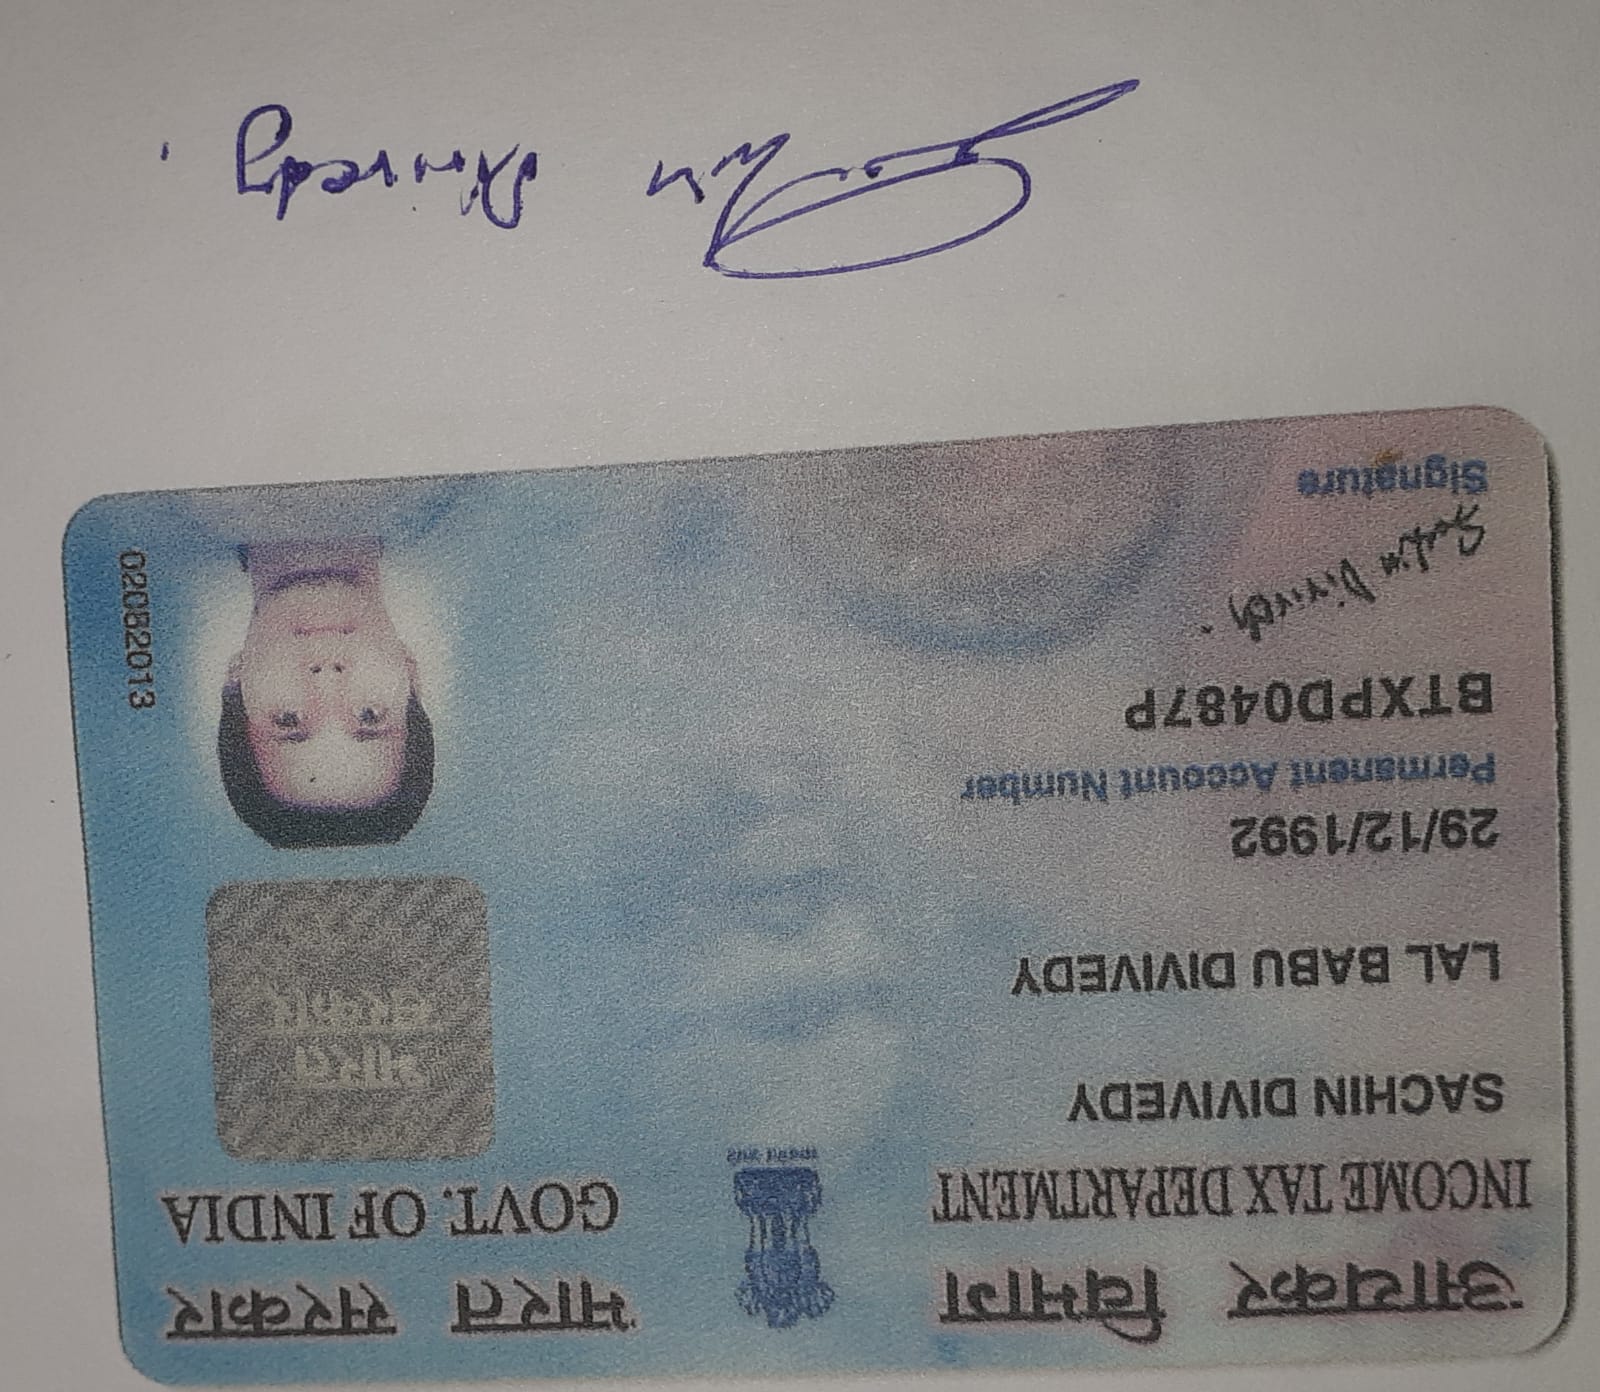 आयकर विभाग
भारत सरकार
INCOME TAX DEPARTMENT
GOVT. OF INDIA
सत्यमेव जयते
SACHIN DIVIVEDY
भारत
सरकार
LAL BABU DIVIVEDY
29/12/1992
Permanent Account Number
BTXPD0487P
02082013
Sachin Divivedy.
Signature
Sachin Divivedy.